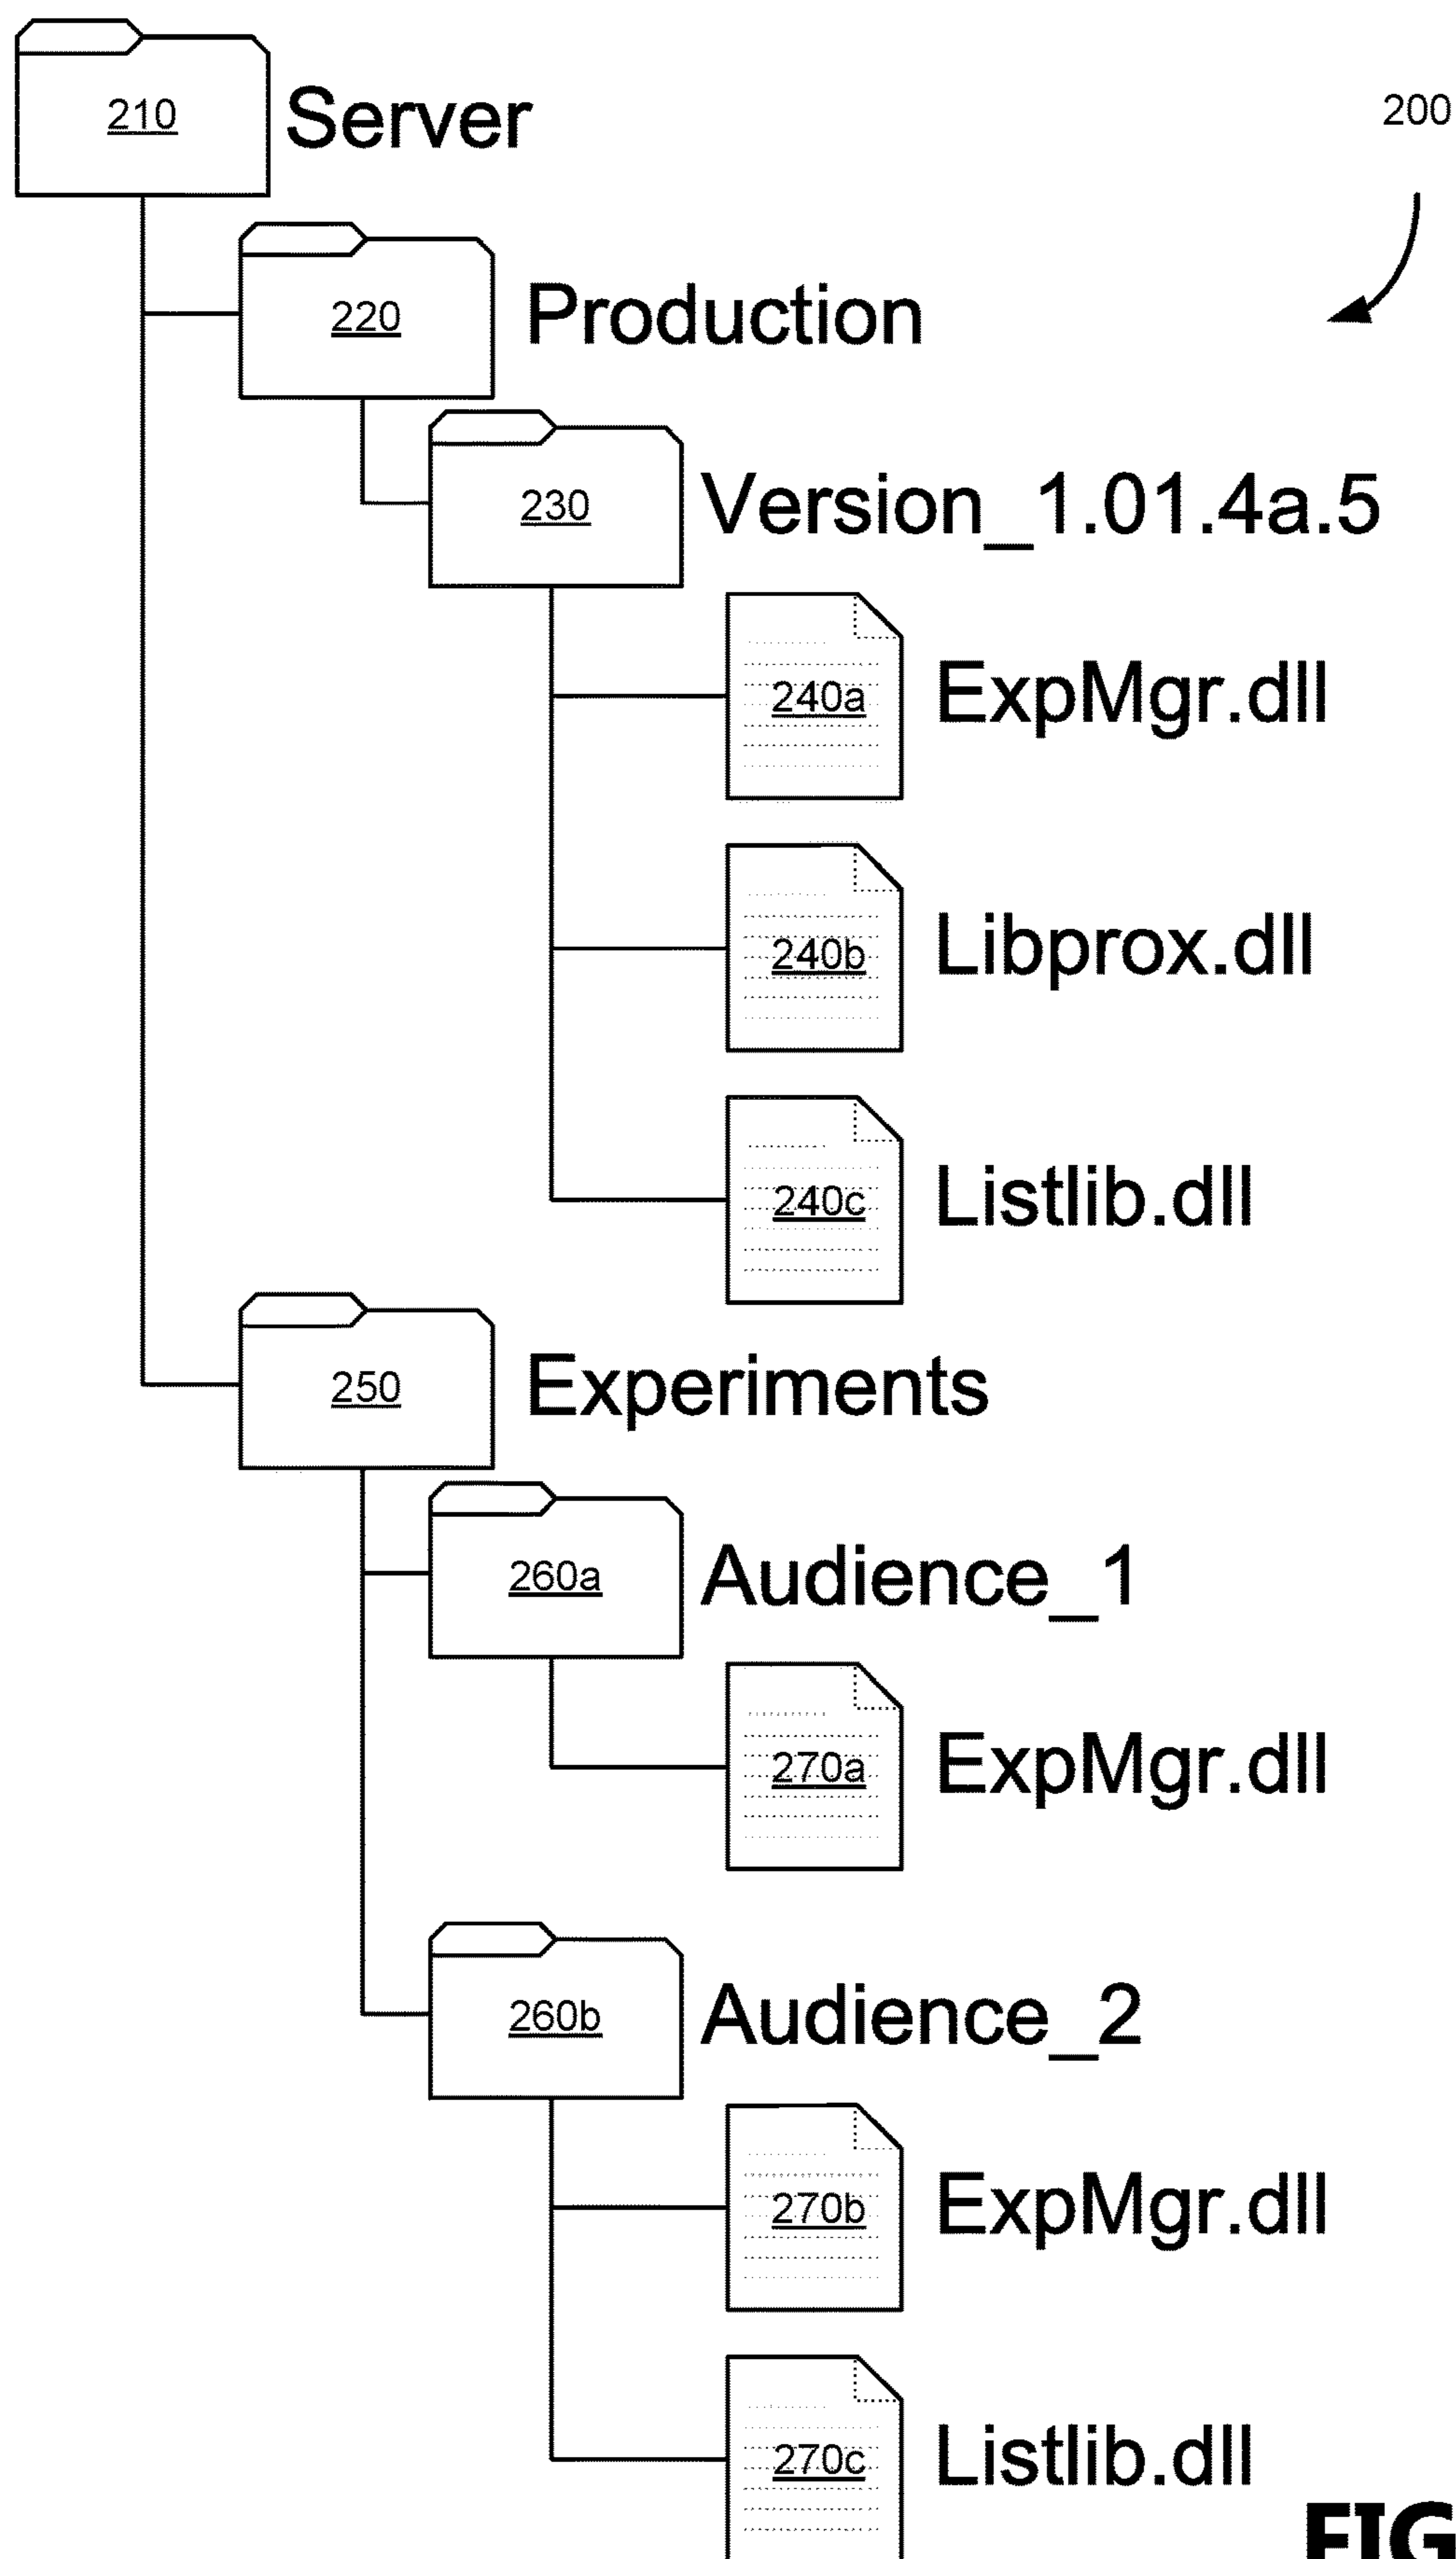 210 Server
200
220 Production
230 Version_1.01.4a.5
240a ExpMgr.dll
240b Libprox.dll
240c Listlib.dll
250 Experiments
260a Audience_1
270a ExpMgr.dll
260b Audience_2
270b ExpMgr.dll
270c Listlib.dll
FIG